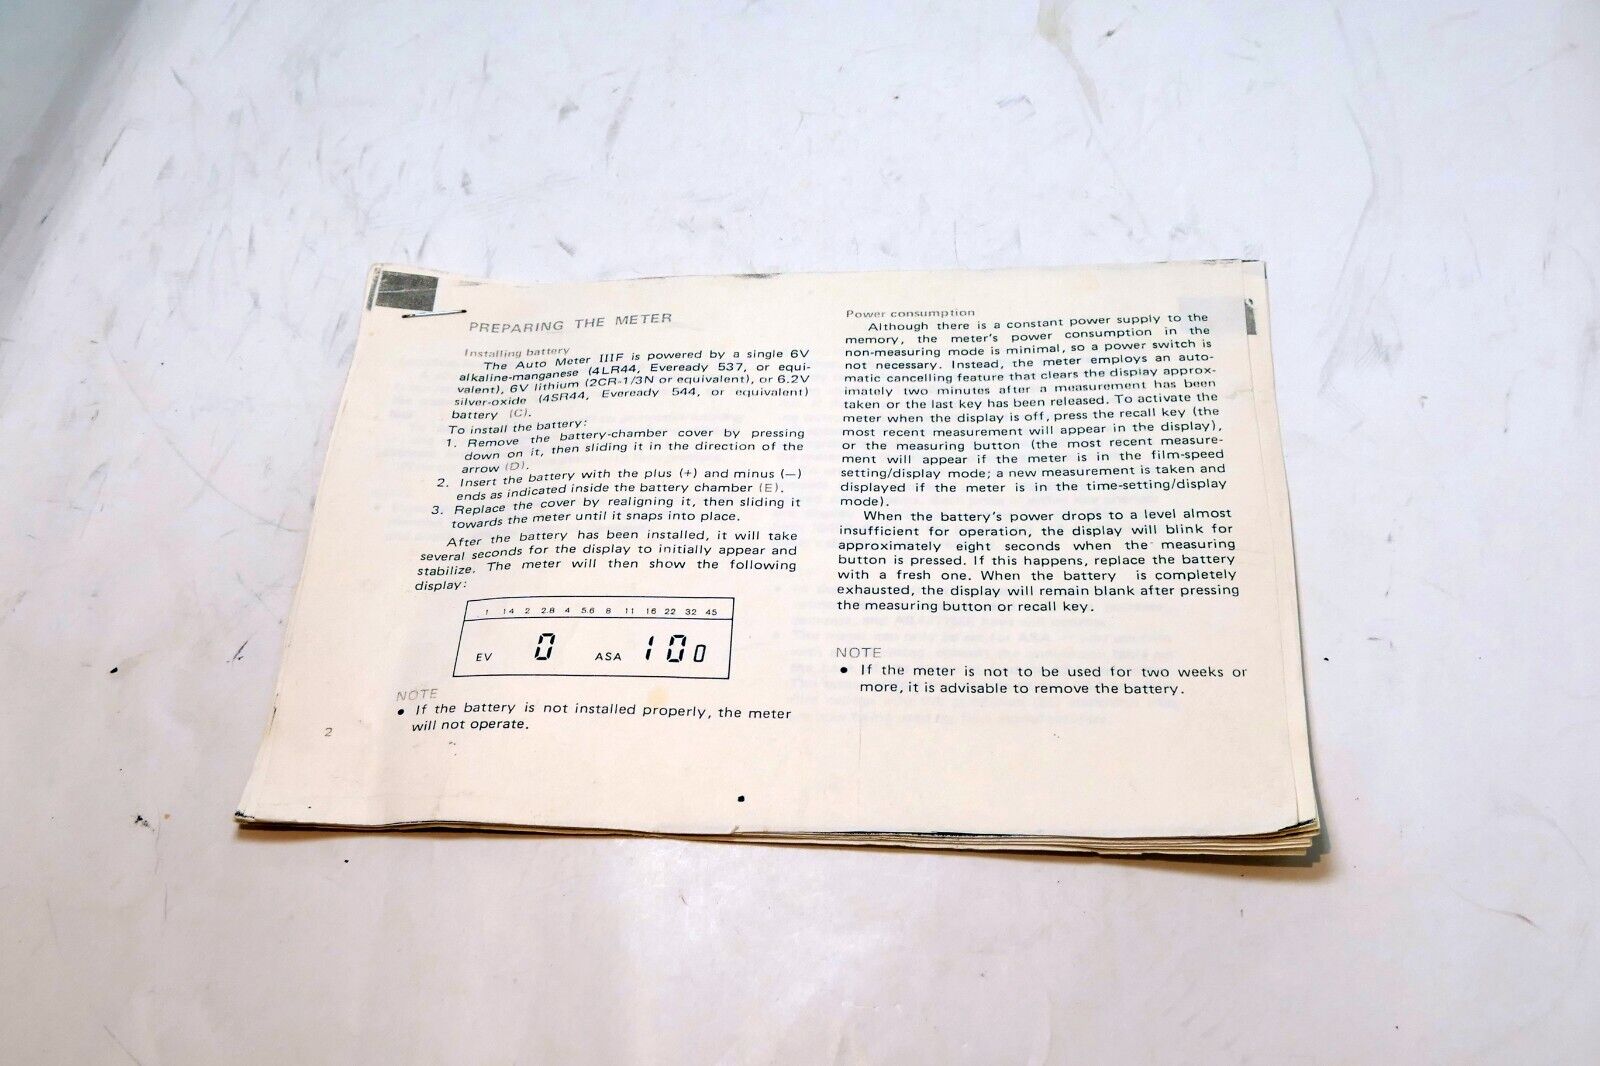 PREPARING THE METER
Installing battery
The Auto Meter IIIF is powered by a single 6V
alkaline-manganese (4LR44, Eveready 537, or equi-
valent), 6V lithium (2CR-1/3N or equivalent), or 6.2V
silver-oxide (4SR44, Eveready 544, or equivalent)
battery (C).
To install the battery:
1. Remove the battery-chamber cover by pressing
down on it, then sliding it in the direction of the
arrow (D).
2. Insert the battery with the plus (+) and minus (—)
ends as indicated inside the battery chamber (E).
3. Replace the cover by realigning it, then sliding it
towards the meter until it snaps into place.
After the battery has been installed, it will take
several seconds for the display to initially appear and
stabilize. The meter will then show the following
display:
1 1.4 2 2.8 4 5.6 8 11 16 22 32 45
EV 0 ASA 100
NOTE
• If the battery is not installed properly, the meter
will not operate.
2
Power consumption
Although there is a constant power supply to the
memory, the meter's power consumption in the
non-measuring mode is minimal, so a power switch is
not necessary. Instead, the meter employs an auto-
matic cancelling feature that clears the display approx-
imately two minutes after a measurement has been
taken or the last key has been released. To activate the
meter when the display is off, press the recall key (the
most recent measurement will appear in the display),
or the measuring button (the most recent measure-
ment will appear if the meter is in the film-speed
setting/display mode; a new measurement is taken and
displayed if the meter is in the time-setting/display
mode).
When the battery's power drops to a level almost
insufficient for operation, the display will blink for
approximately eight seconds when the measuring
button is pressed. If this happens, replace the battery
with a fresh one. When the battery is completely
exhausted, the display will remain blank after pressing
the measuring button or recall key.
NOTE
• If the meter is not to be used for two weeks or
more, it is advisable to remove the battery.